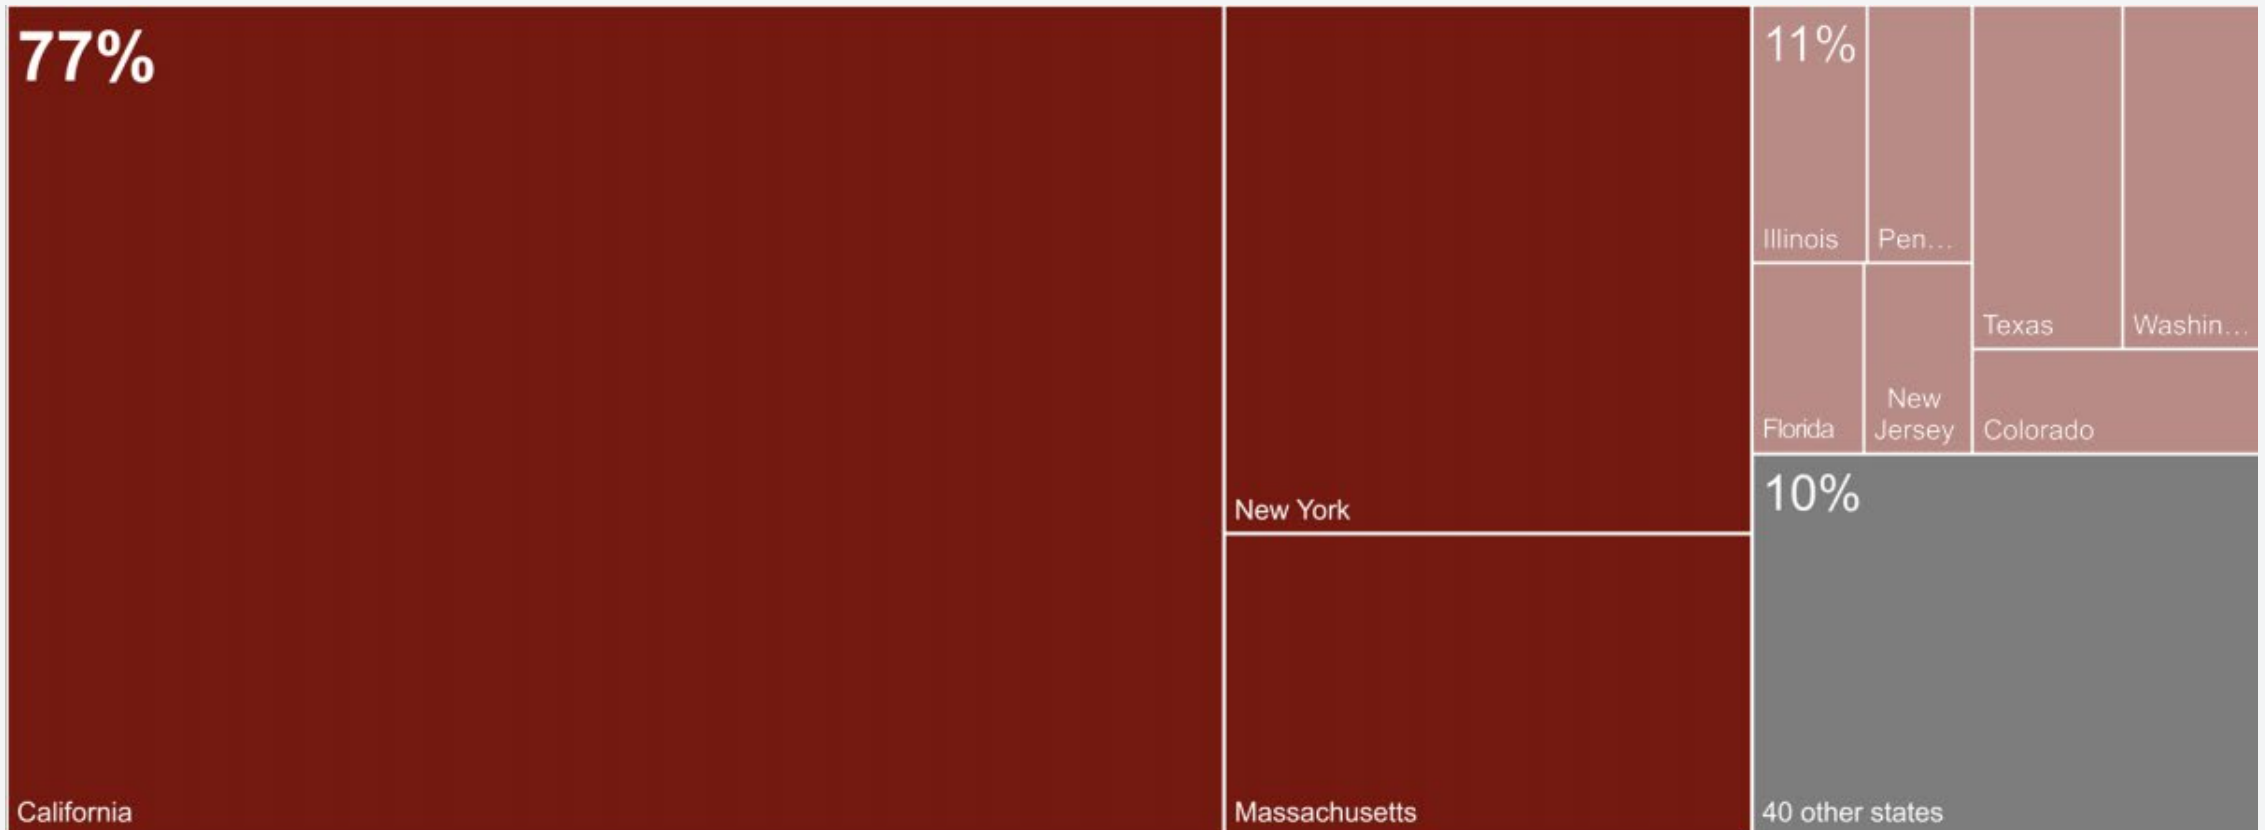 77%
California
New York
Massachusetts
11%
Illinois
Pen...
Texas
Washin...
Florida
New
Jersey
Colorado
10%
40 other states